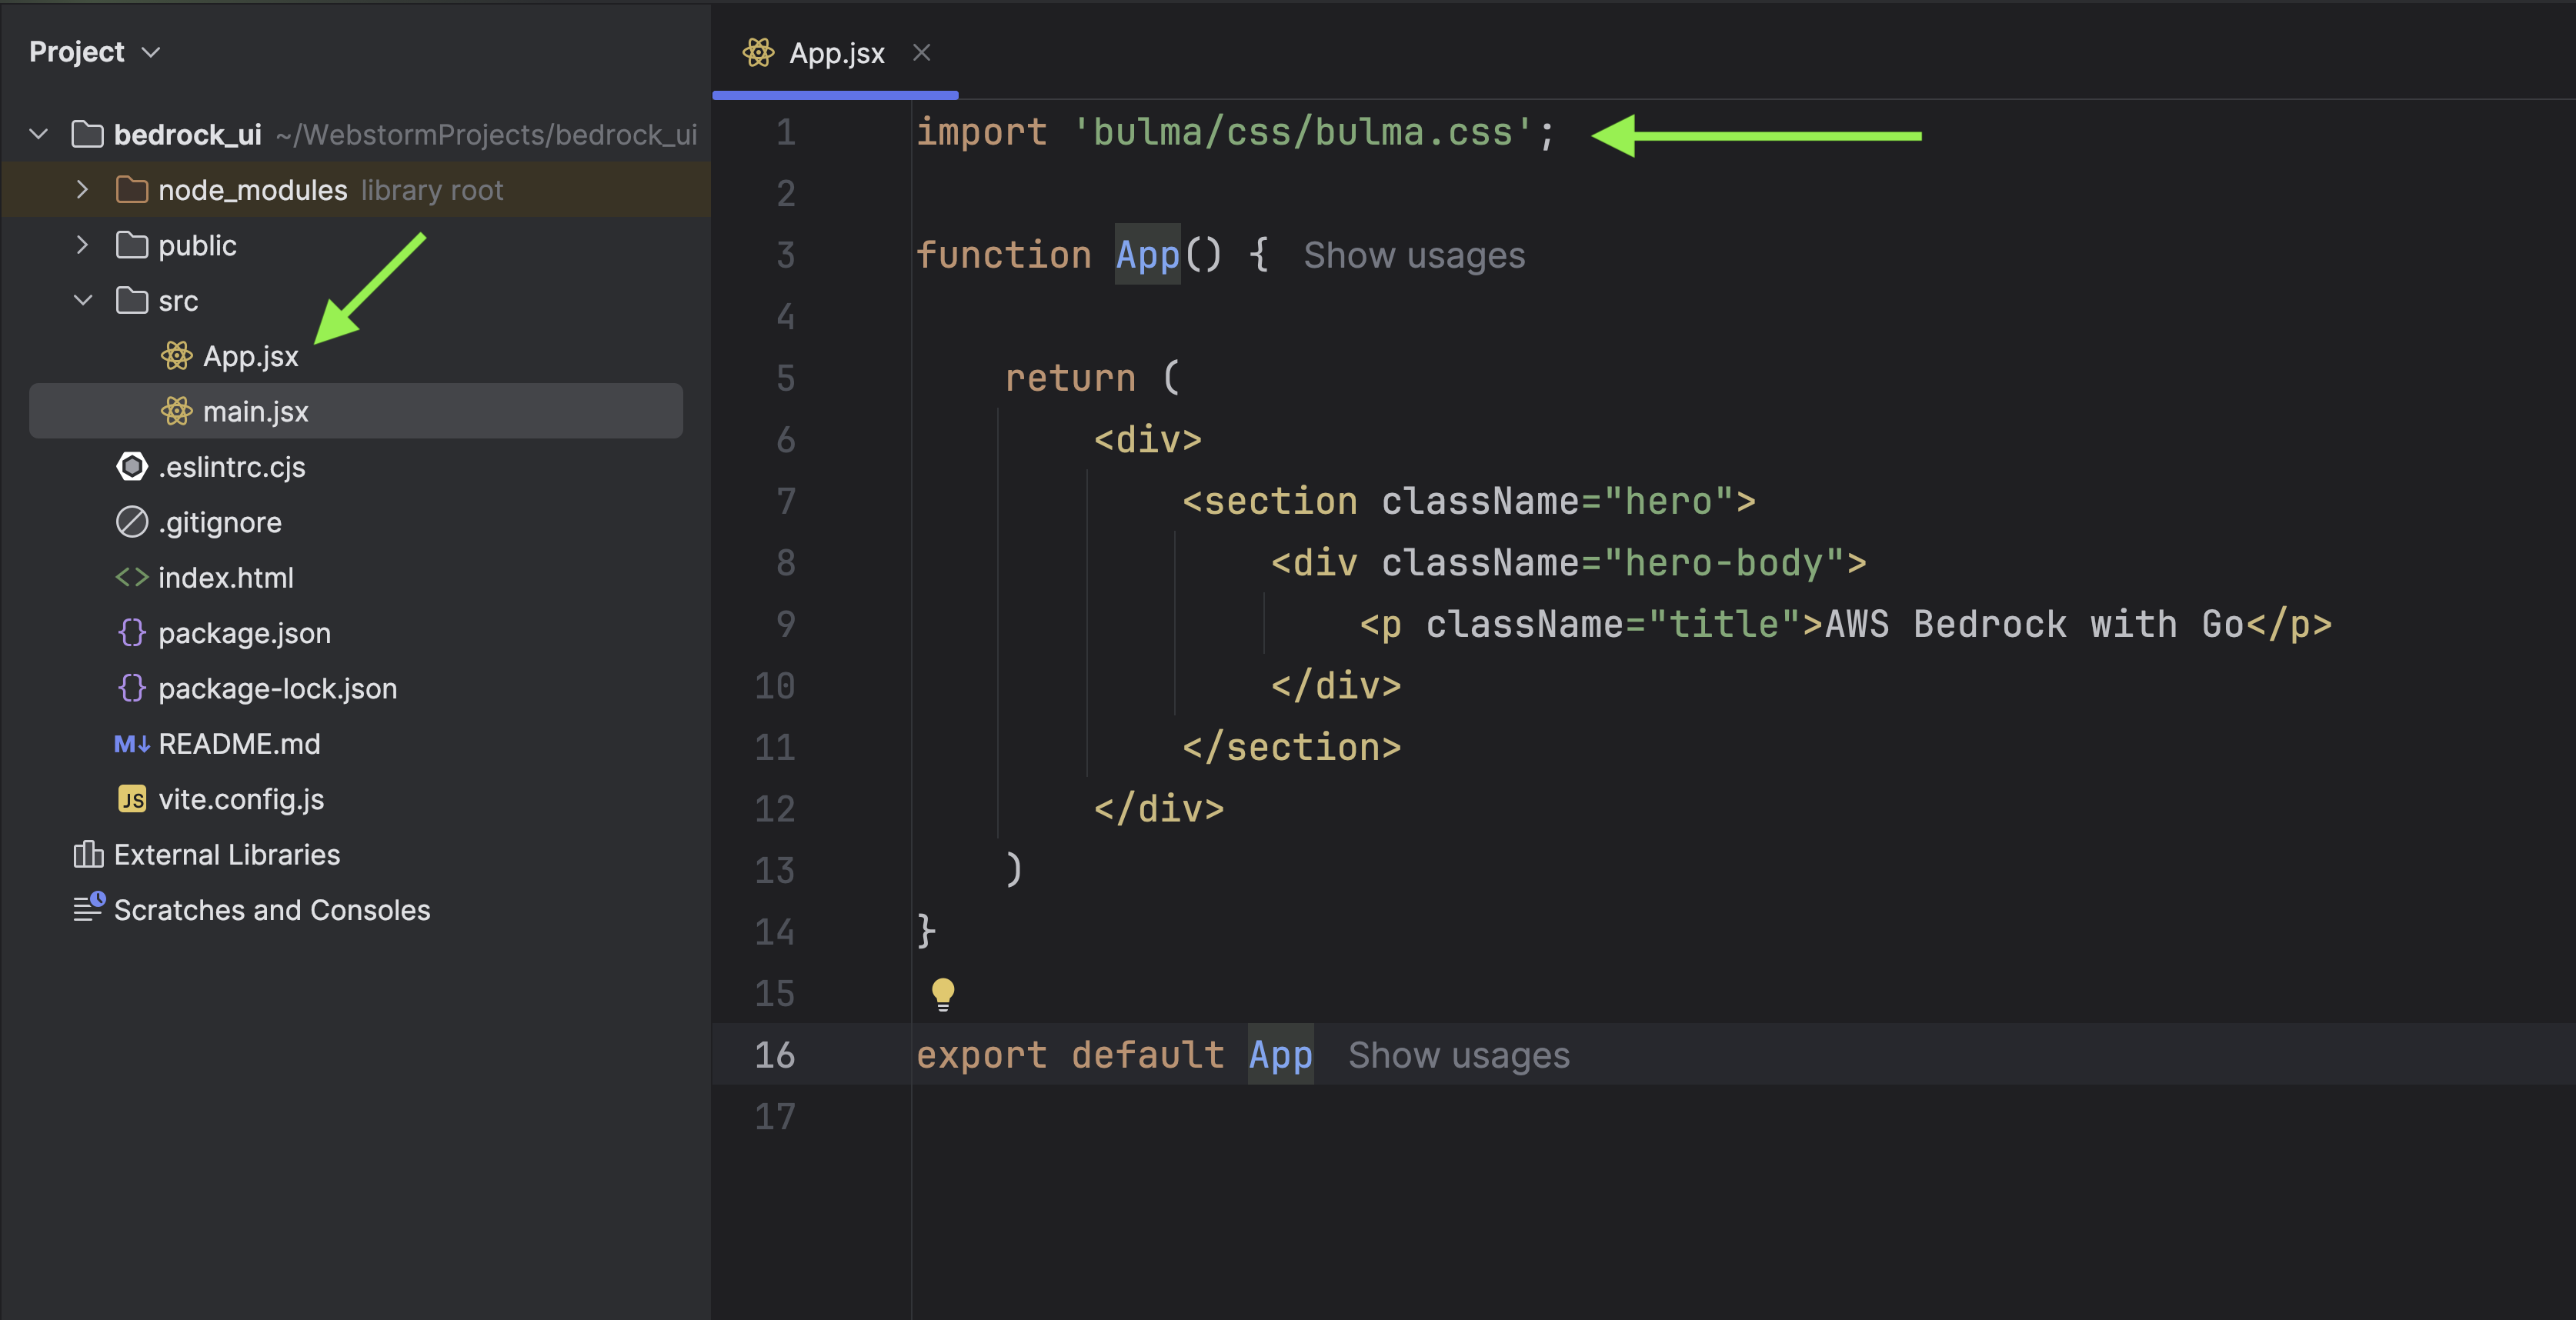 Project
bedrock_ui ~/WebstormProjects/bedrock_ui
node_modules library root
public
src
App.jsx
main.jsx
.eslintrc.cjs
.gitignore
index.html
package.json
package-lock.json
README.md
vite.config.js
External Libraries
Scratches and Consoles
App.jsx
1 import 'bulma/css/bulma.css';
2
3 function App() { Show usages
4
5 return (
6 <div>
7 <section className="hero">
8 <div className="hero-body">
9 <p className="title">AWS Bedrock with Go</p>
10 </div>
11 </section>
12 </div>
13 )
14 }
15
16 export default App Show usages
17